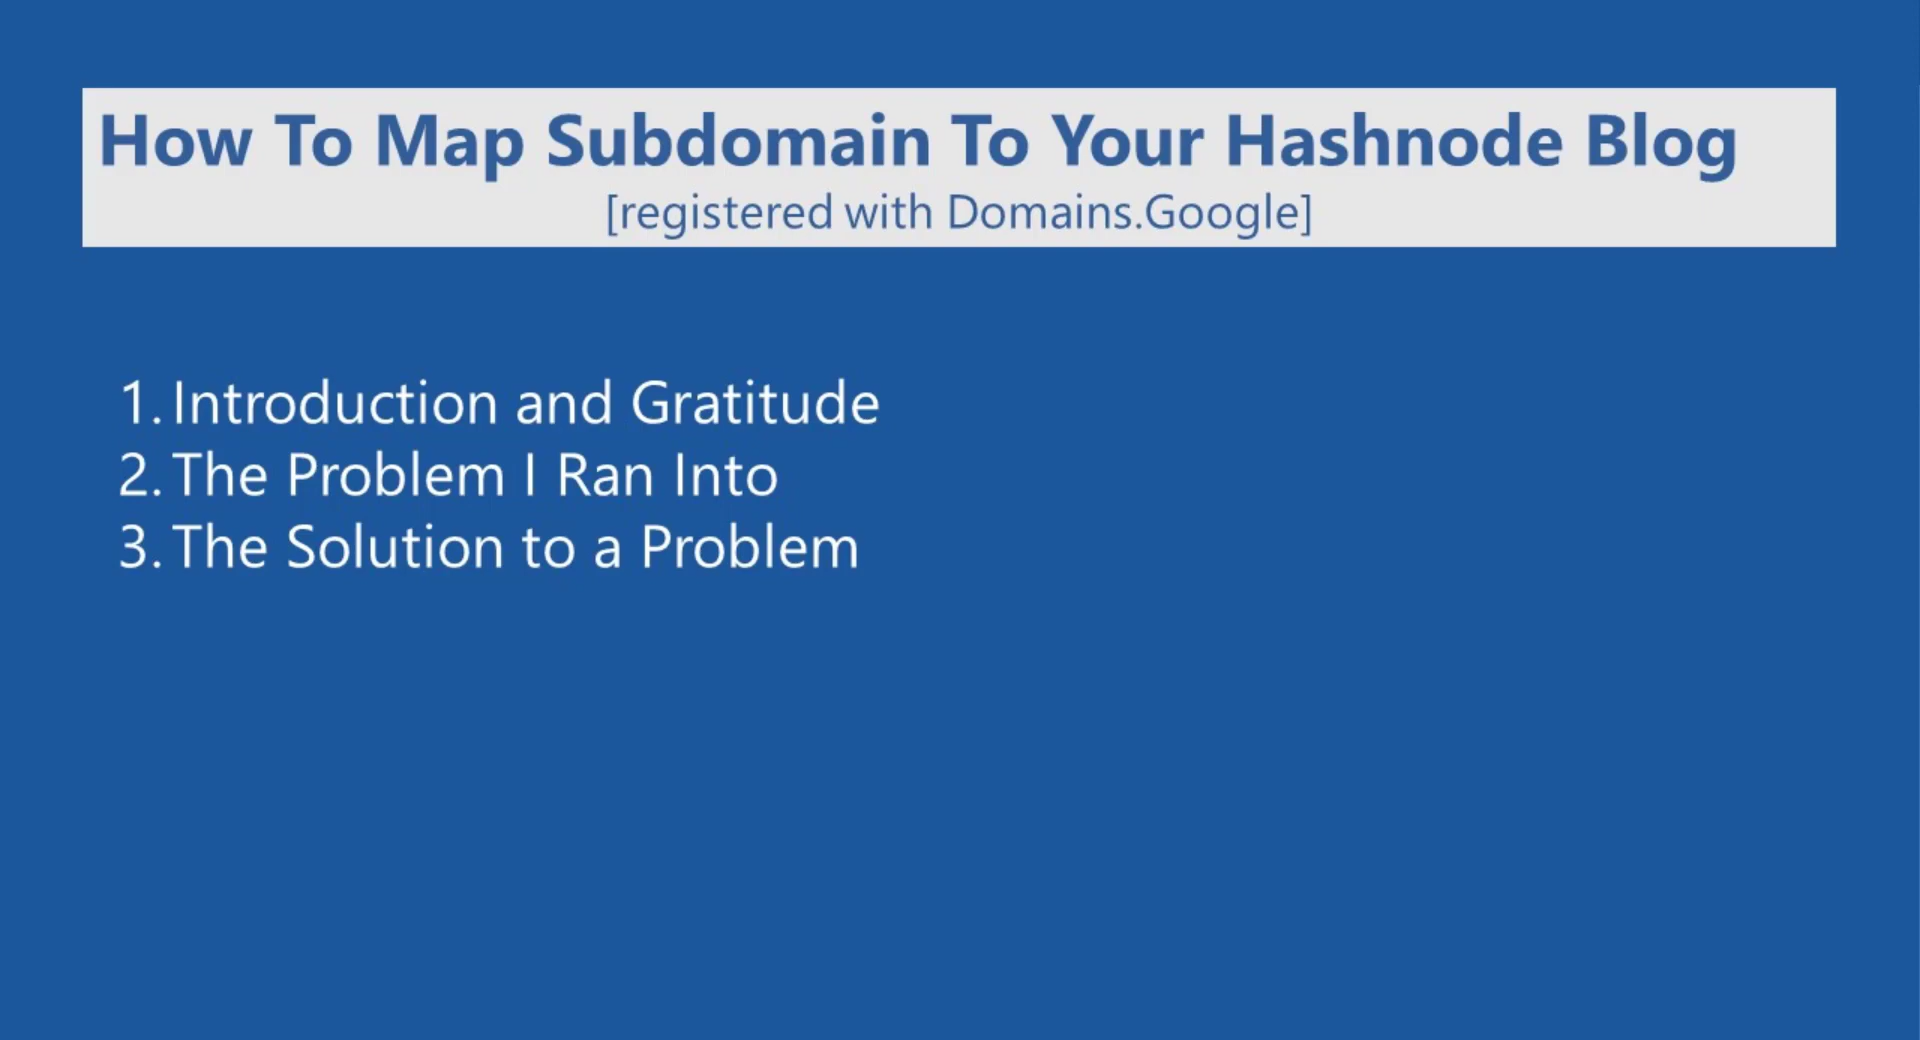 How To Map Subdomain To Your Hashnode Blog
[registered with Domains.Google]
1. Introduction and Gratitude
2. The Problem I Ran Into
3. The Solution to a Problem